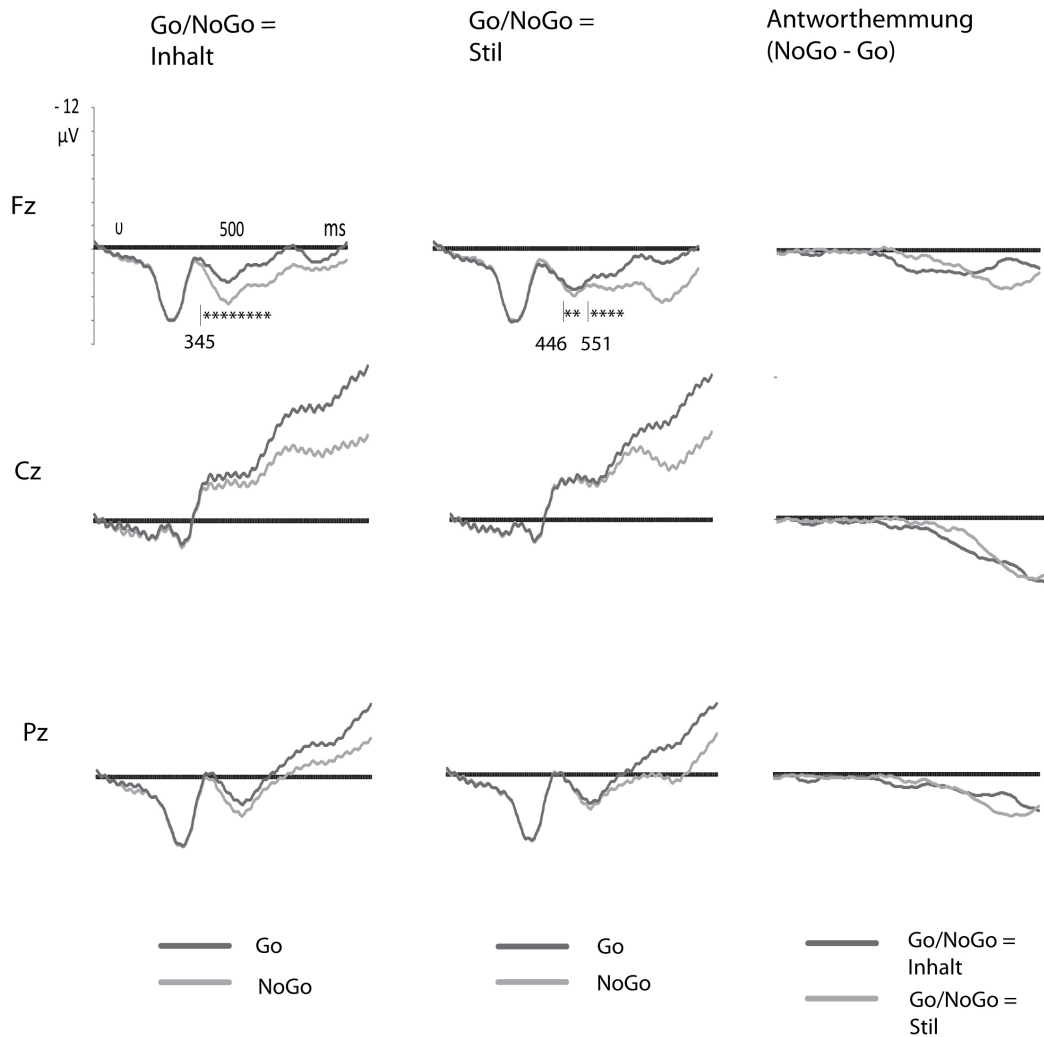 Go/NoGo =
Inhalt
Go/NoGo =
Stil
Antworthemmung
(NoGo - Go)
- 12
µV
Fz
0
500
ms
********
345
**
****
446
551
Cz
Pz
Go
NoGo
Go
NoGo
Go/NoGo =
Inhalt
Go/NoGo =
Stil